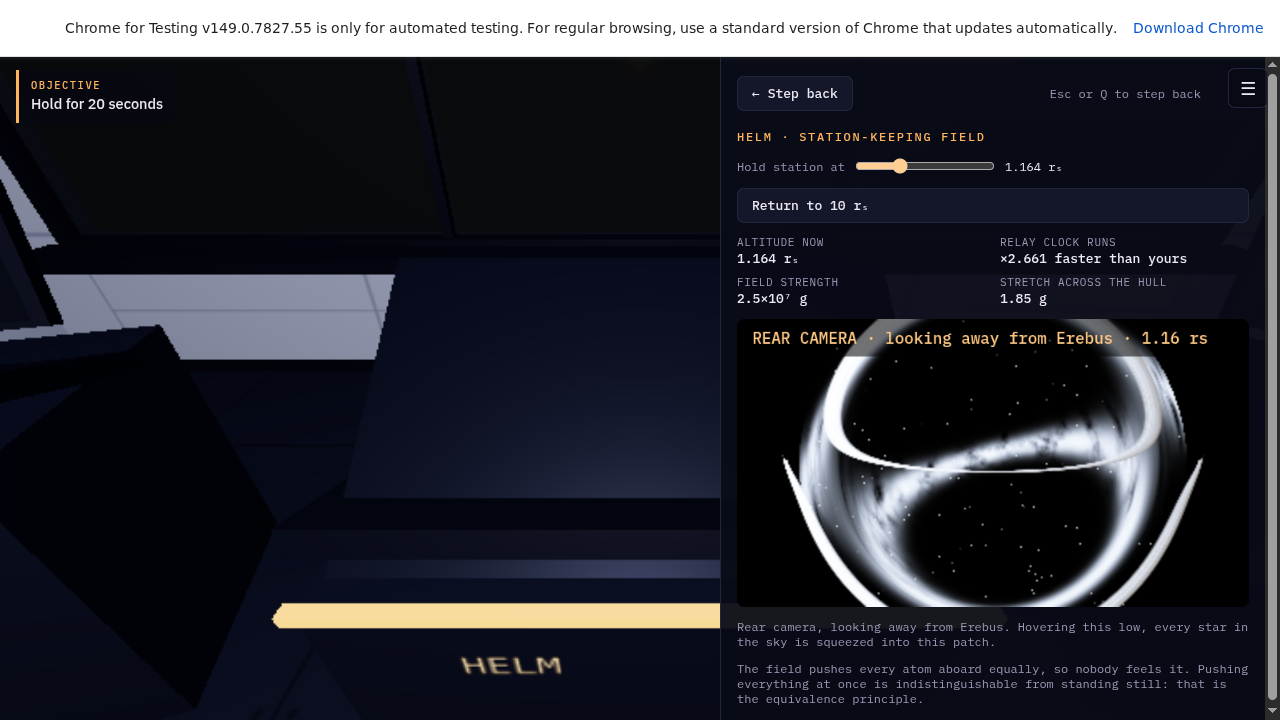 Chrome for Testing v149.0.7827.55 is only for automated testing. For regular browsing, use a standard version of Chrome that updates automatically. Download Chrome
OBJECTIVE
Hold for 20 seconds
← Step back
Esc or Q to step back
☰
HELM · STATION-KEEPING FIELD
Hold station at 1.164 rₛ
Return to 10 rₛ
ALTITUDE NOW
1.164 rₛ
RELAY CLOCK RUNS
×2.661 faster than yours
FIELD STRENGTH
2.5×10⁷ g
STRETCH ACROSS THE HULL
1.85 g
REAR CAMERA · looking away from Erebus · 1.16 rs
Rear camera, looking away from Erebus. Hovering this low, every star in
the sky is squeezed into this patch.
The field pushes every atom aboard equally, so nobody feels it. Pushing
everything at once is indistinguishable from standing still: that is
the equivalence principle.
HELM